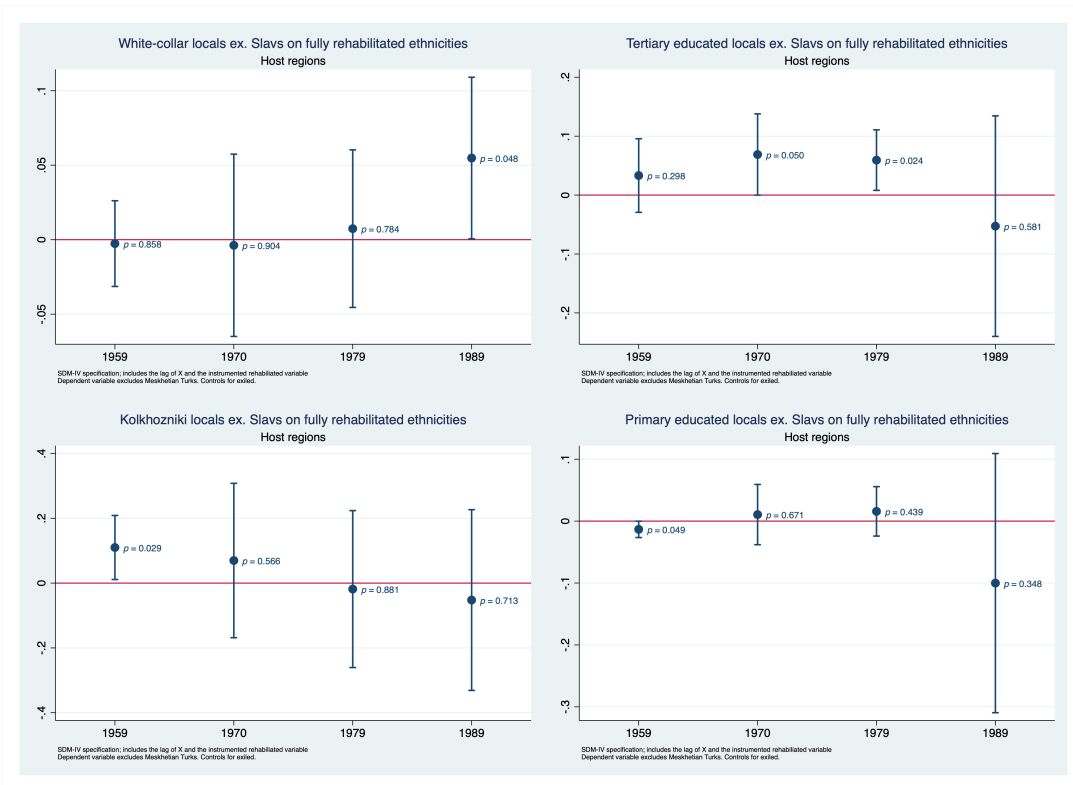 White-collar locals ex. Slavs on fully rehabilitated ethnicities
Host regions
.1
.05
0
-.05
p = 0.858
p = 0.904
p = 0.784
p = 0.048
1959
1970
1979
1989
SDM-IV specification; includes the lag of X and the instrumented rehabiliated variable
Dependent variable excludes Meskhetian Turks. Controls for exiled.
Tertiary educated locals ex. Slavs on fully rehabilitated ethnicities
Host regions
.2
.1
0
-.1
-.2
p = 0.298
p = 0.050
p = 0.024
p = 0.581
1959
1970
1979
1989
SDM-IV specification; includes the lag of X and the instrumented rehabiliated variable
Dependent variable excludes Meskhetian Turks. Controls for exiled.
Kolkhozniki locals ex. Slavs on fully rehabilitated ethnicities
Host regions
.4
.2
0
-.2
-.4
p = 0.029
p = 0.566
p = 0.881
p = 0.713
1959
1970
1979
1989
SDM-IV specification; includes the lag of X and the instrumented rehabiliated variable
Dependent variable excludes Meskhetian Turks. Controls for exiled.
Primary educated locals ex. Slavs on fully rehabilitated ethnicities
Host regions
.1
0
-.1
-.2
-.3
p = 0.049
p = 0.671
p = 0.439
p = 0.348
1959
1970
1979
1989
SDM-IV specification; includes the lag of X and the instrumented rehabiliated variable
Dependent variable excludes Meskhetian Turks. Controls for exiled.